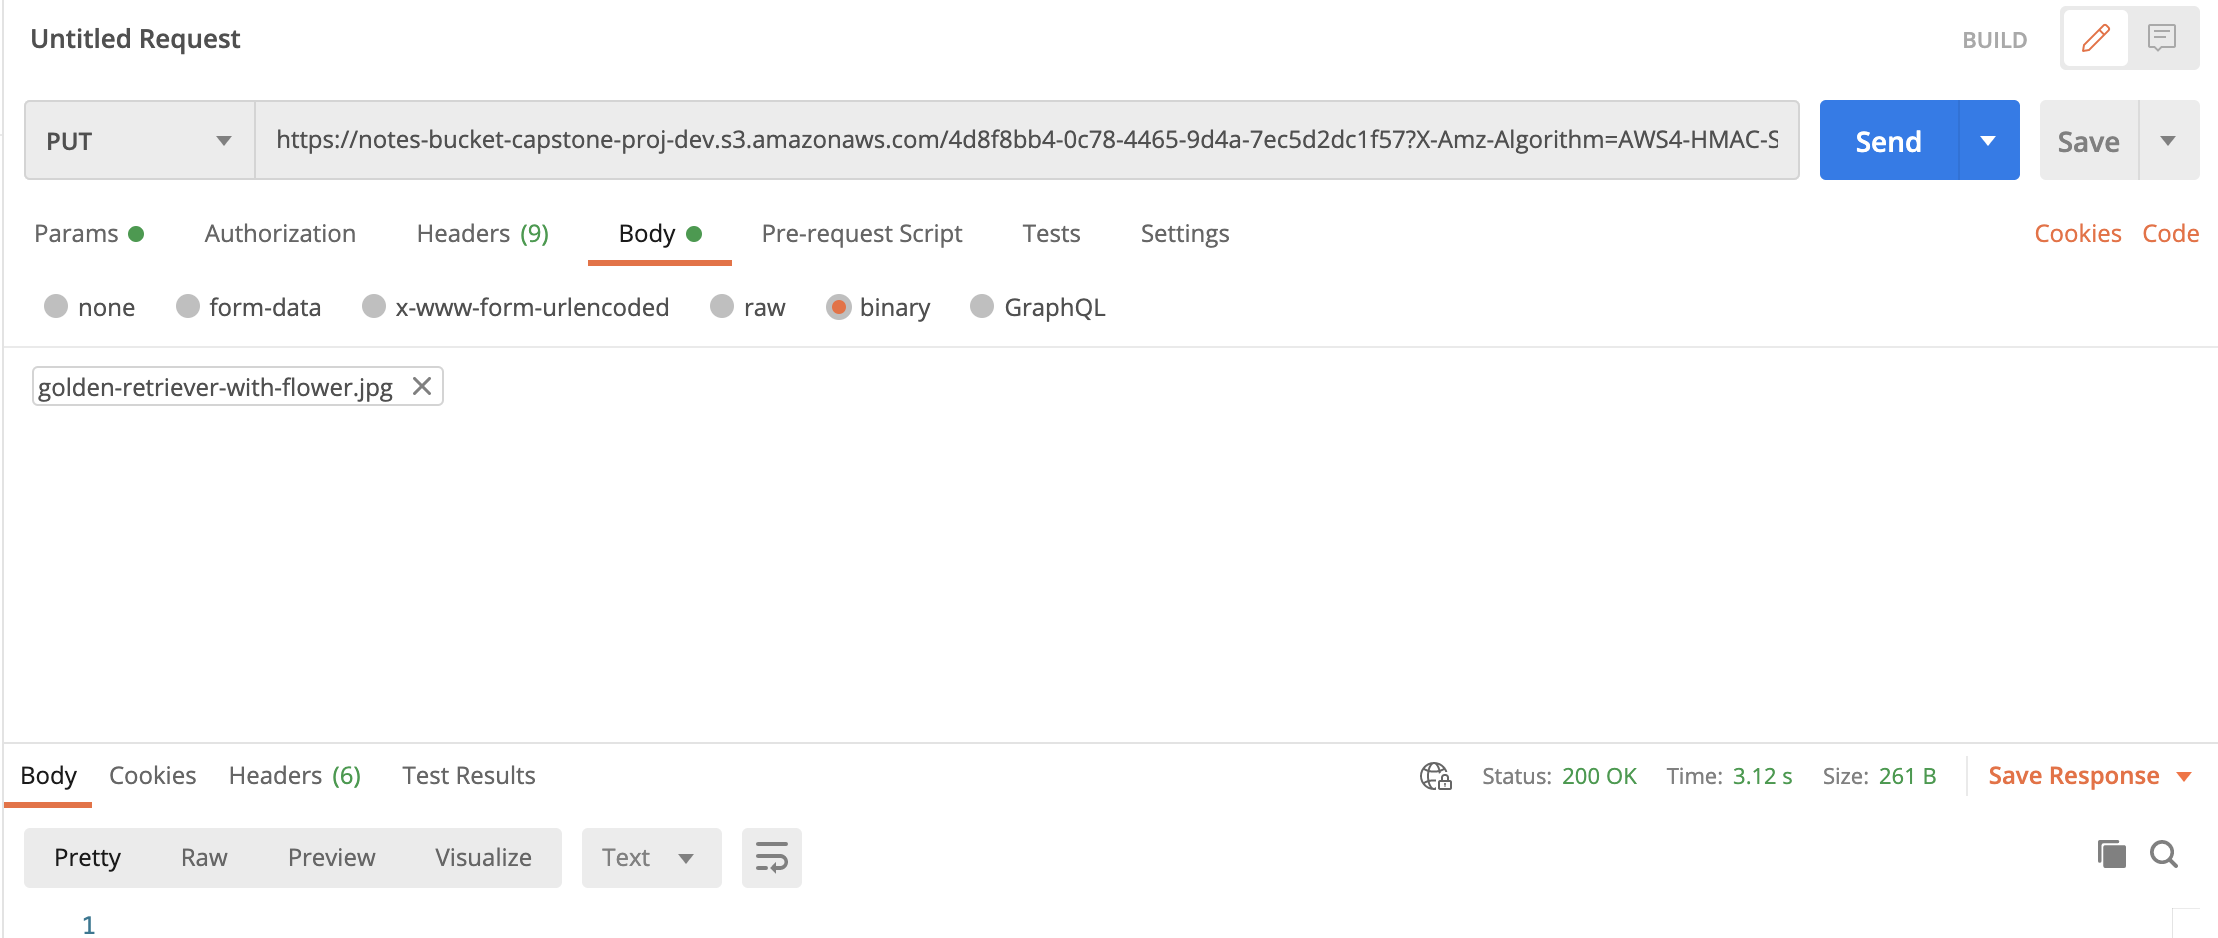 Untitled Request BUILD
PUT https://notes-bucket-capstone-proj-dev.s3.amazonaws.com/4d8f8bb4-0c78-4465-9d4a-7ec5d2dc1f57?X-Amz-Algorithm=AWS4-HMAC-S Send Save
Params Authorization Headers (9) Body Pre-request Script Tests Settings Cookies Code
none form-data x-www-form-urlencoded raw binary GraphQL
golden-retriever-with-flower.jpg
Body Cookies Headers (6) Test Results Status: 200 OK Time: 3.12 s Size: 261 B Save Response
Pretty Raw Preview Visualize Text
1